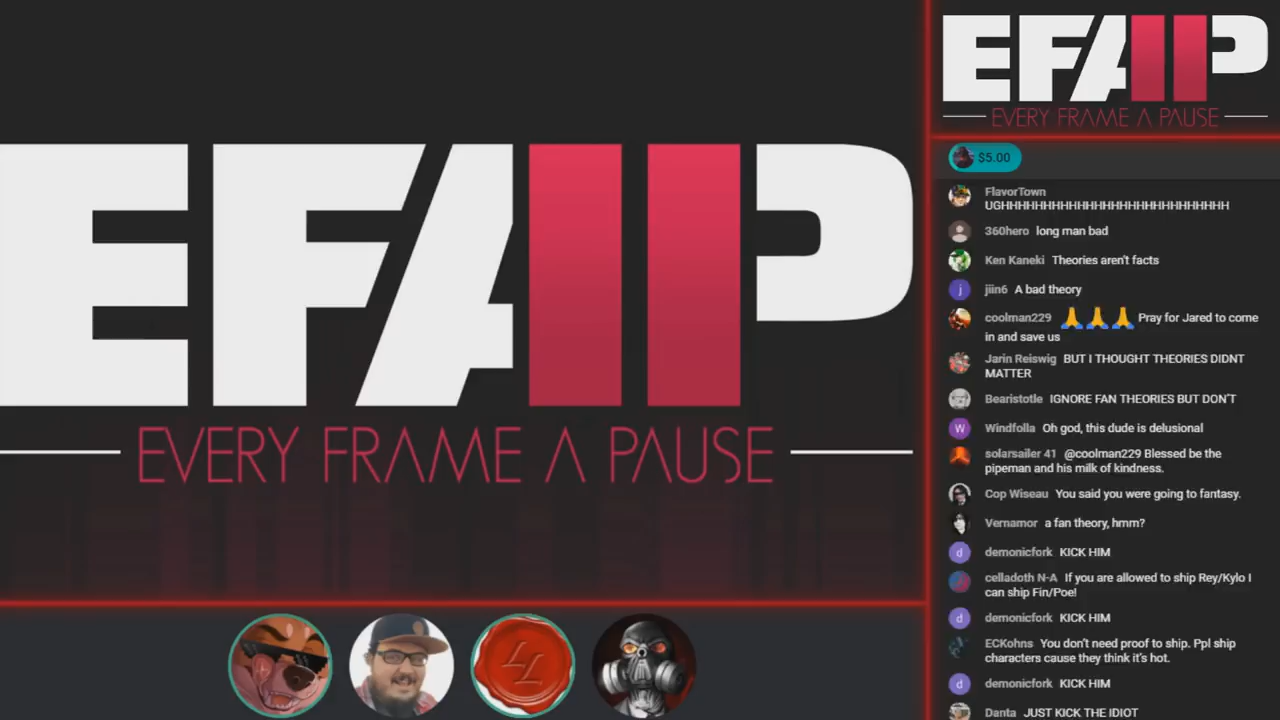 EFAP
EVERY FRAME A PAUSE
LL
EFAP
EVERY FRAME A PAUSE
$5.00
FlavorTown
UGHHHHHHHHHHHHHHHHHHHHHHHHHHHH
360hero long man bad
Ken Kaneki Theories aren't facts
j jiin6 A bad theory
coolman229 🙏🙏🙏 Pray for Jared to come
in and save us
Jarin Reiswig BUT I THOUGHT THEORIES DIDNT
MATTER
Bearistotle IGNORE FAN THEORIES BUT DON'T
W Windfolla Oh god, this dude is delusional
solarsailer 41 @coolman229 Blessed be the
pipeman and his milk of kindness.
Cop Wiseau You said you were going to fantasy.
Vernamor a fan theory, hmm?
d demonicfork KICK HIM
celladoth N-A If you are allowed to ship Rey/Kylo I
can ship Fin/Poe!
d demonicfork KICK HIM
ECKohns You don't need proof to ship. Ppl ship
characters cause they think it's hot.
d demonicfork KICK HIM
Danta JUST KICK THE IDIOT